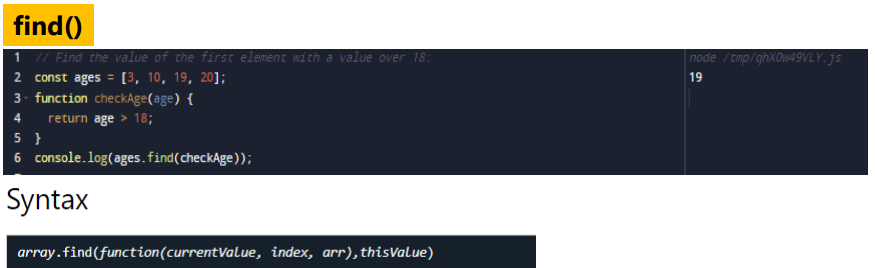 find()
1 // Find the value of the first element with a value over 18:
2 const ages = [3, 10, 19, 20];
3 function checkAge(age) {
4 return age > 18;
5 }
6 console.log(ages.find(checkAge));
node /tmp/qhX0w49VLY.js
19
Syntax
array.find(function(currentValue, index, arr),thisValue)